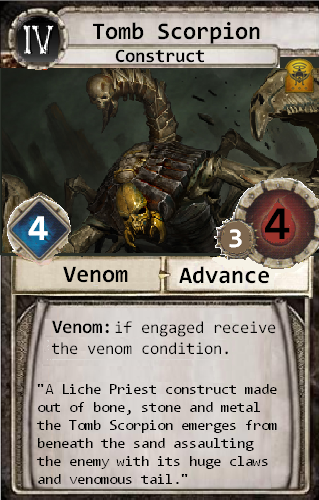 IV
Tomb Scorpion
Construct
4
3
4
Venom
Advance
Venom: if engaged receive
the venom condition.
"A Liche Priest construct made
out of bone, stone and metal
the Tomb Scorpion emerges from
beneath the sand assaulting
the enemy with its huge claws
and venomous tail."